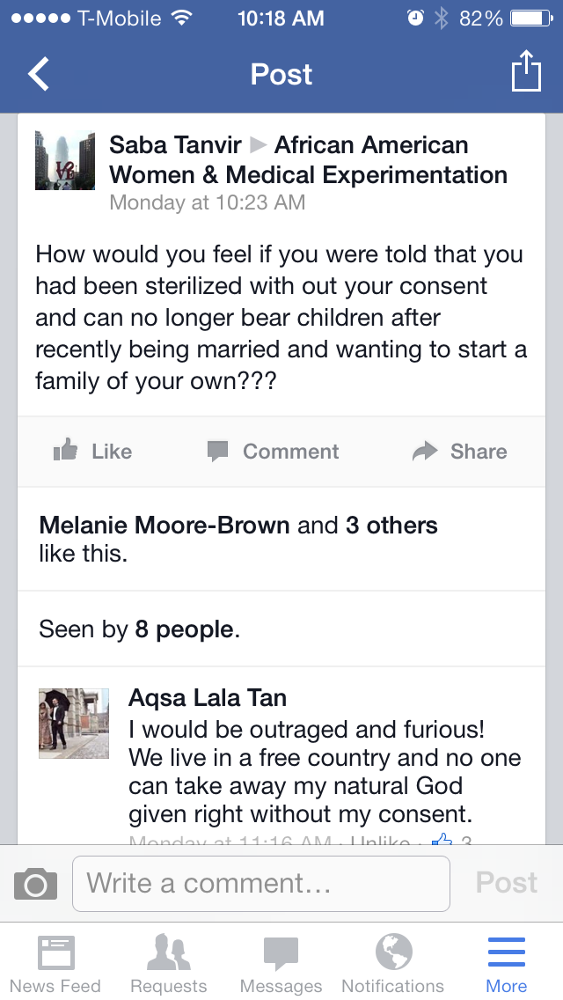 T-Mobile 10:18 AM 82%
Post
Saba Tanvir ▶ African American
Women & Medical Experimentation
Monday at 10:23 AM
How would you feel if you were told that you
had been sterilized with out your consent
and can no longer bear children after
recently being married and wanting to start a
family of your own???
Like Comment Share
Melanie Moore-Brown and 3 others
like this.
Seen by 8 people.
Aqsa Lala Tan
I would be outraged and furious!
We live in a free country and no one
can take away my natural God
given right without my consent.
Monday at 11:16 AM · Unlike · 3
Write a comment...
Post
News Feed Requests Messages Notifications More